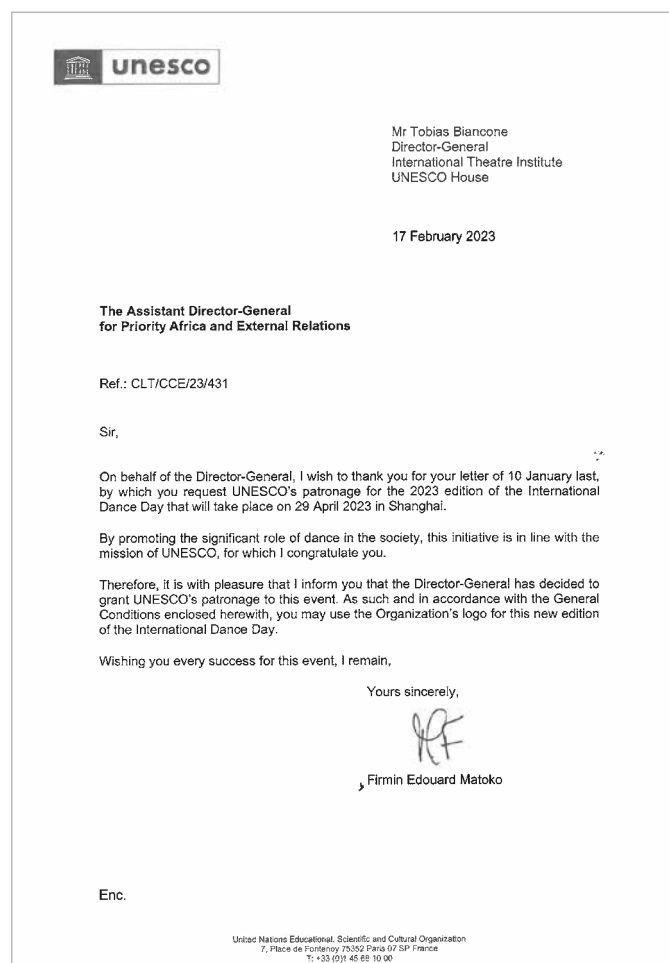 unesco
Mr Tobias Biancone
Director-General
International Theatre Institute
UNESCO House
17 February 2023
The Assistant Director-General
for Priority Africa and External Relations
Ref.: CLT/CCE/23/431
Sir,
On behalf of the Director-General, I wish to thank you for your letter of 10 January last,
by which you request UNESCO's patronage for the 2023 edition of the International
Dance Day that will take place on 29 April 2023 in Shanghai.
By promoting the significant role of dance in the society, this initiative is in line with the
mission of UNESCO, for which I congratulate you.
Therefore, it is with pleasure that I inform you that the Director-General has decided to
grant UNESCO's patronage to this event. As such and in accordance with the General
Conditions enclosed herewith, you may use the Organization's logo for this new edition
of the International Dance Day.
Wishing you every success for this event, I remain,
Yours sincerely,
Firmin Edouard Matoko
Enc.
United Nations Educational, Scientific and Cultural Organization
7, Place de Fontenoy 75352 Paris 07 SP France
T: +33 (0)1 45 68 10 00